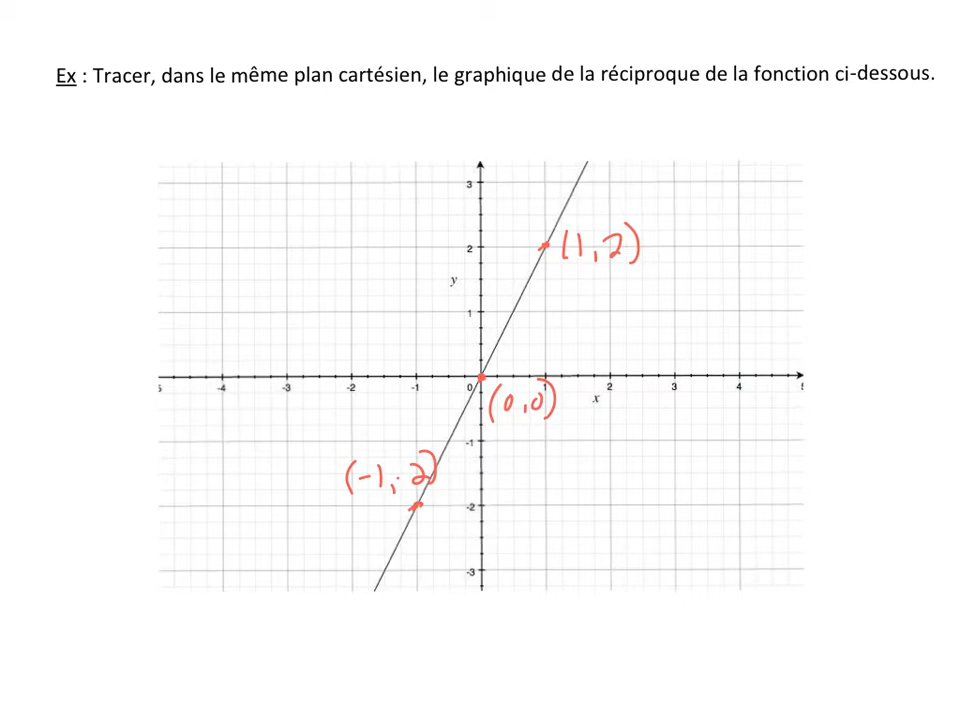 Ex : Tracer, dans le même plan cartésien, le graphique de la réciproque de la fonction ci-dessous.
3
2
(1,2)
y
1
-4 -3 -2 -1 0 1 2 3 4
(0,0)
x
-1
(-1,-2)
-2
-3